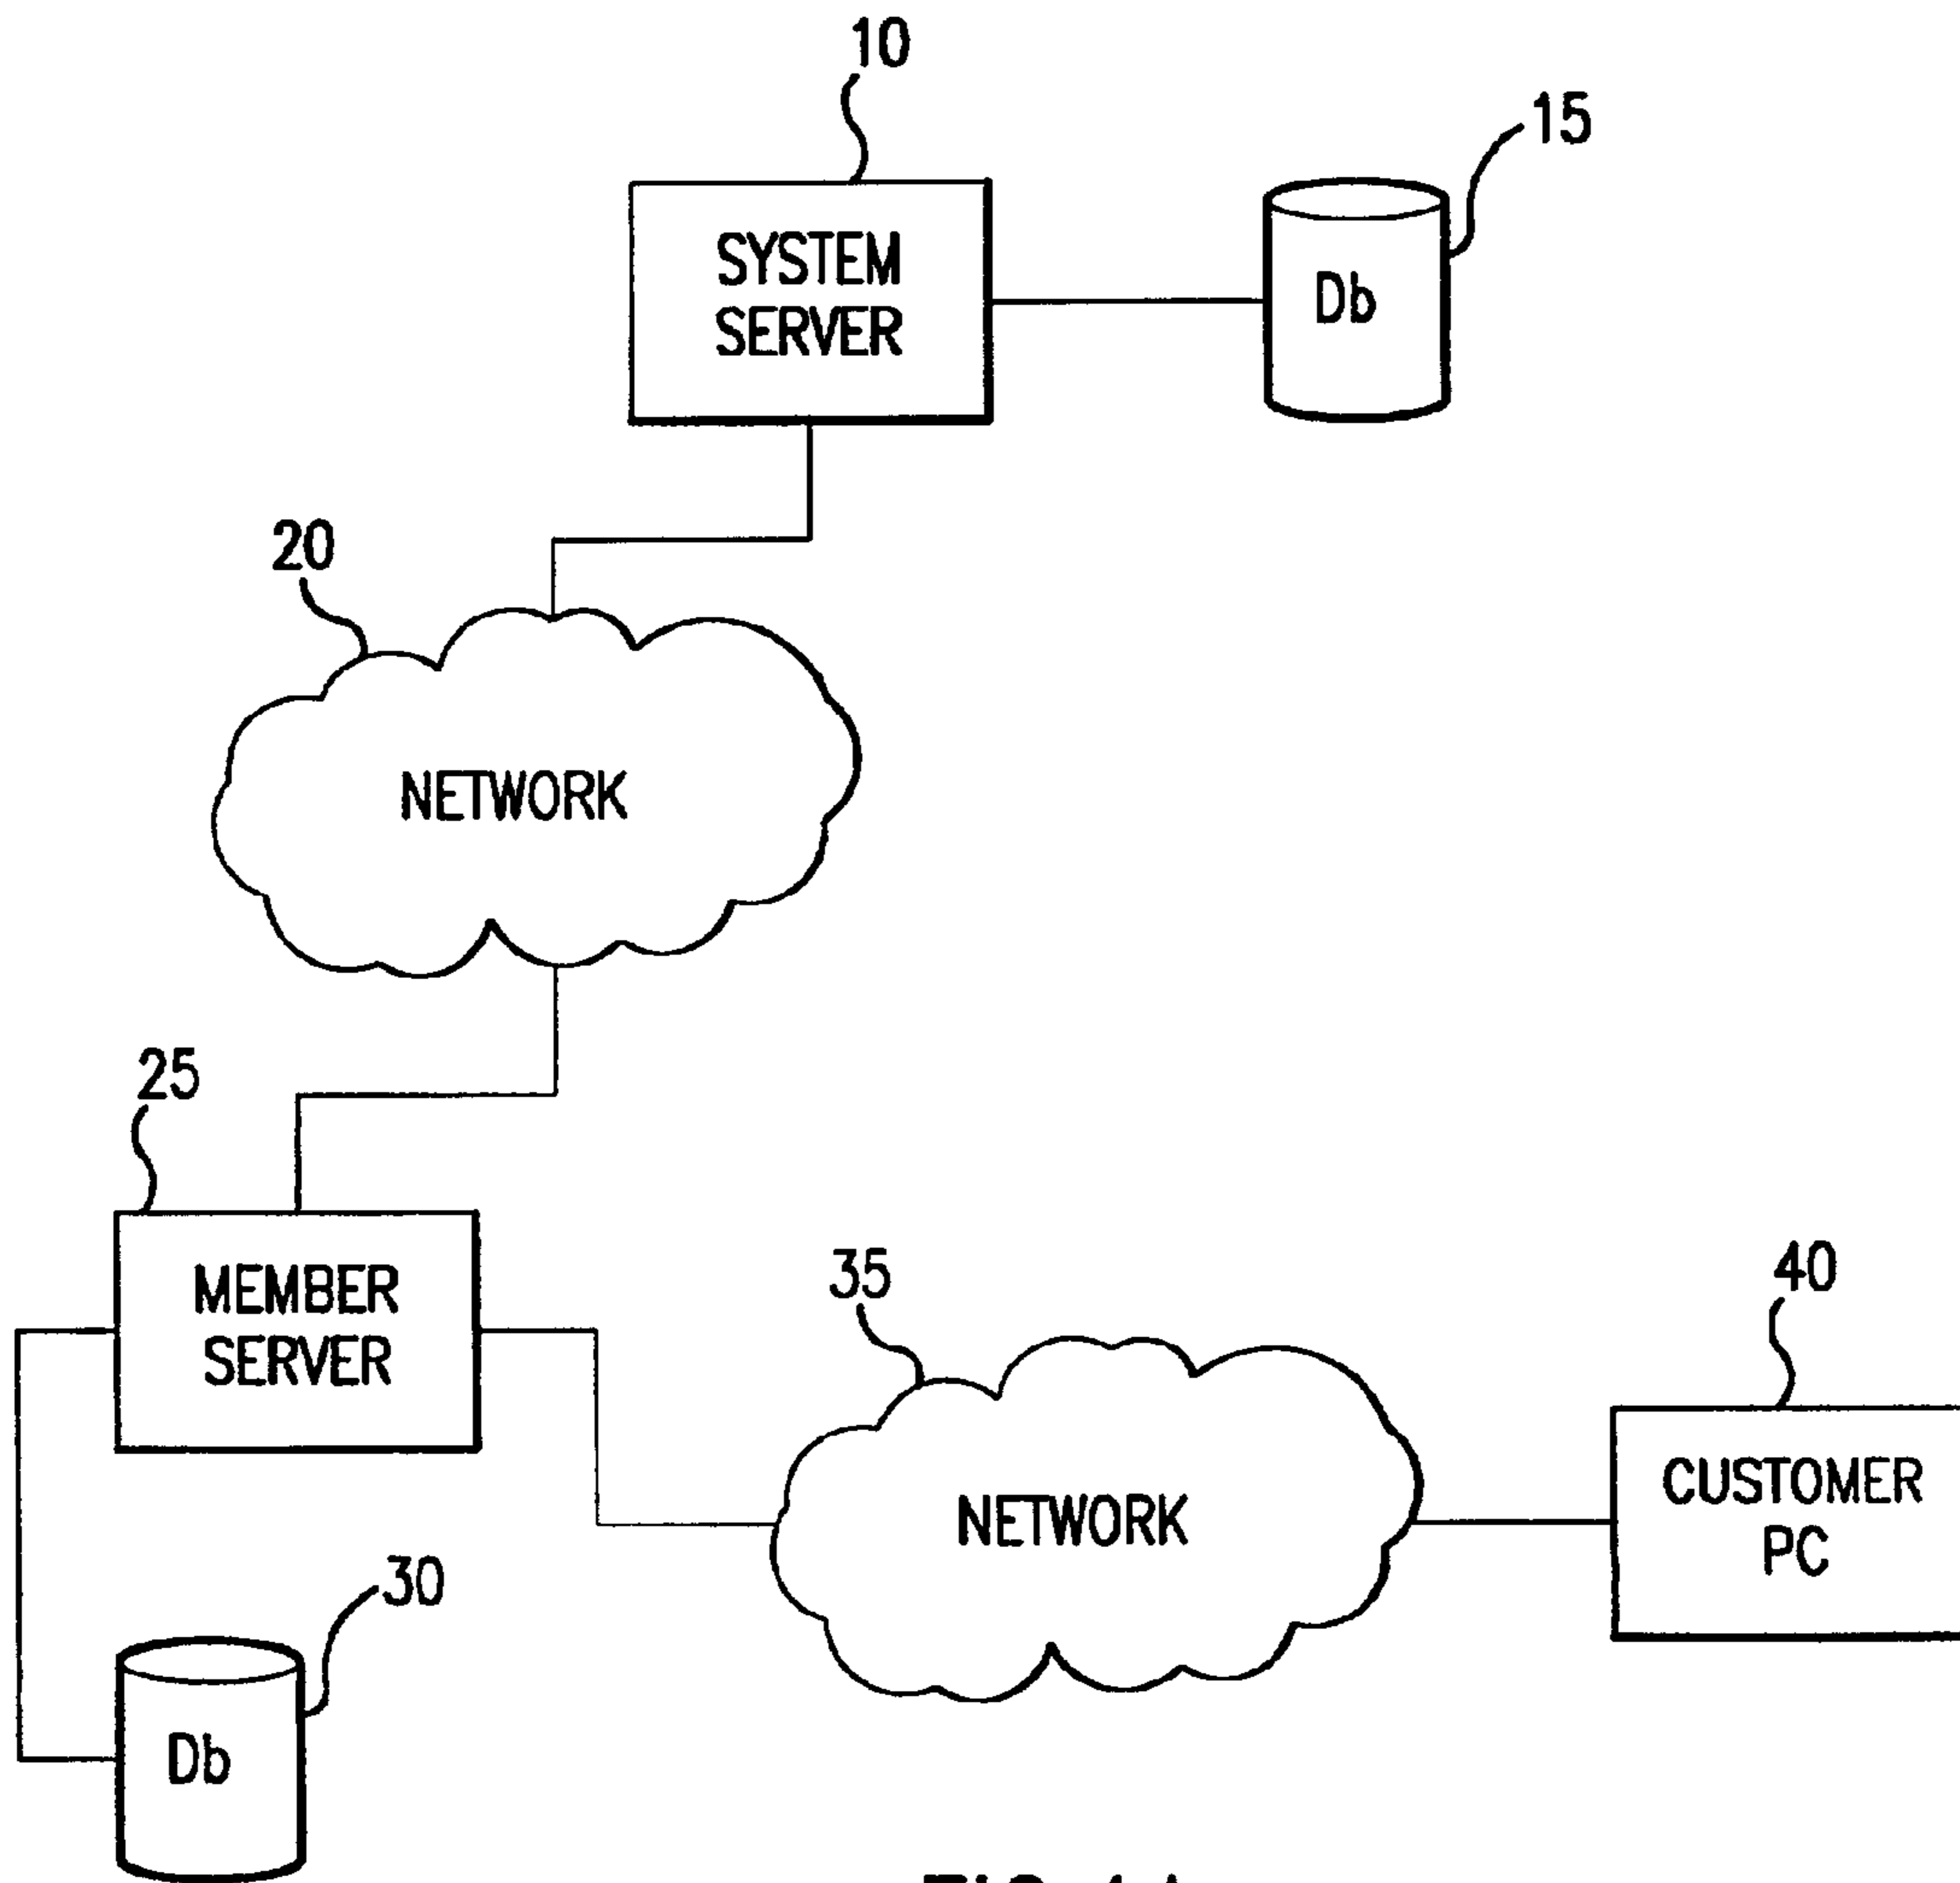 10
15
SYSTEM
SERVER
Db
20
NETWORK
25
MEMBER
SERVER
35
40
NETWORK
CUSTOMER
PC
30
Db